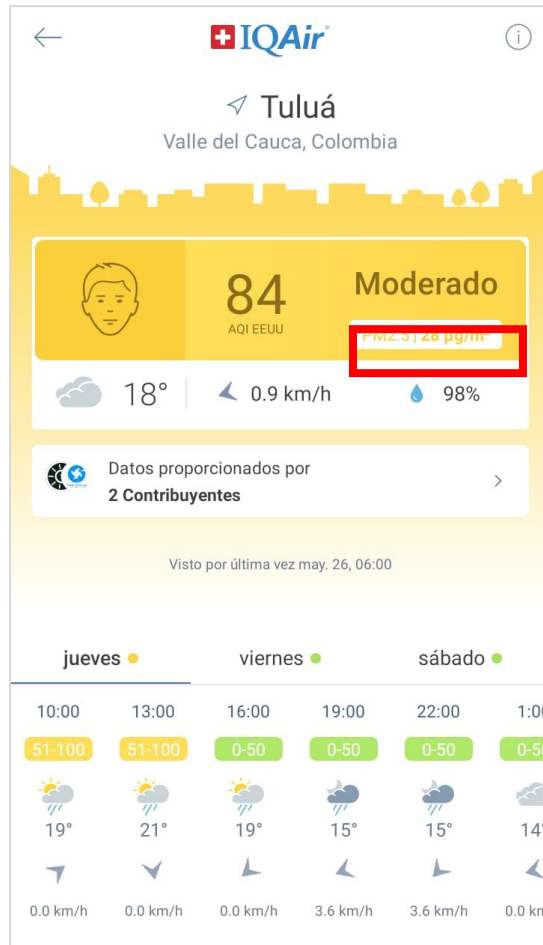 IQAir
Tuluá
Valle del Cauca, Colombia
84
AQI EEUU
Moderado
PM2.5 | 28 µg/m³
18°
0.9 km/h
98%
Datos proporcionados por
2 Contribuyentes
Visto por última vez may. 26, 06:00
jueves viernes sábado
10:00 13:00 16:00 19:00 22:00
51-100 51-100 0-50 0-50 0-50
19° 21° 19° 15° 15° 14°
0.0 km/h 0.0 km/h 0.0 km/h 3.6 km/h 3.6 km/h